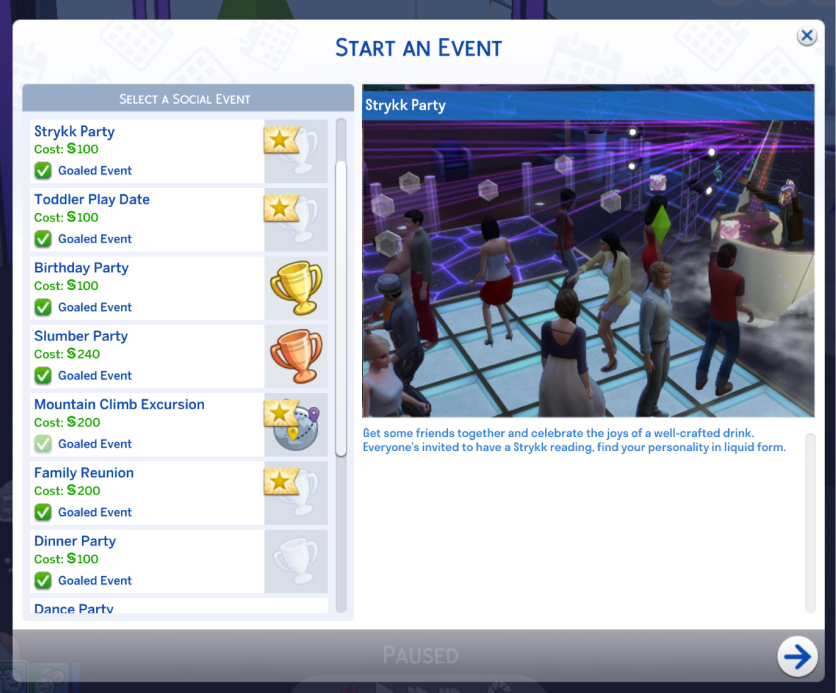 START AN EVENT
SELECT A SOCIAL EVENT
Strykk Party
Cost: §100
Goaled Event
Toddler Play Date
Cost: §100
Goaled Event
Birthday Party
Cost: §100
Goaled Event
Slumber Party
Cost: §240
Goaled Event
Mountain Climb Excursion
Cost: §200
Goaled Event
Family Reunion
Cost: §200
Goaled Event
Dinner Party
Cost: §100
Goaled Event
Dance Party
Strykk Party
Get some friends together and celebrate the joys of a well-crafted drink.
Everyone's invited to have a Strykk reading, find your personality in liquid form.
PAUSED